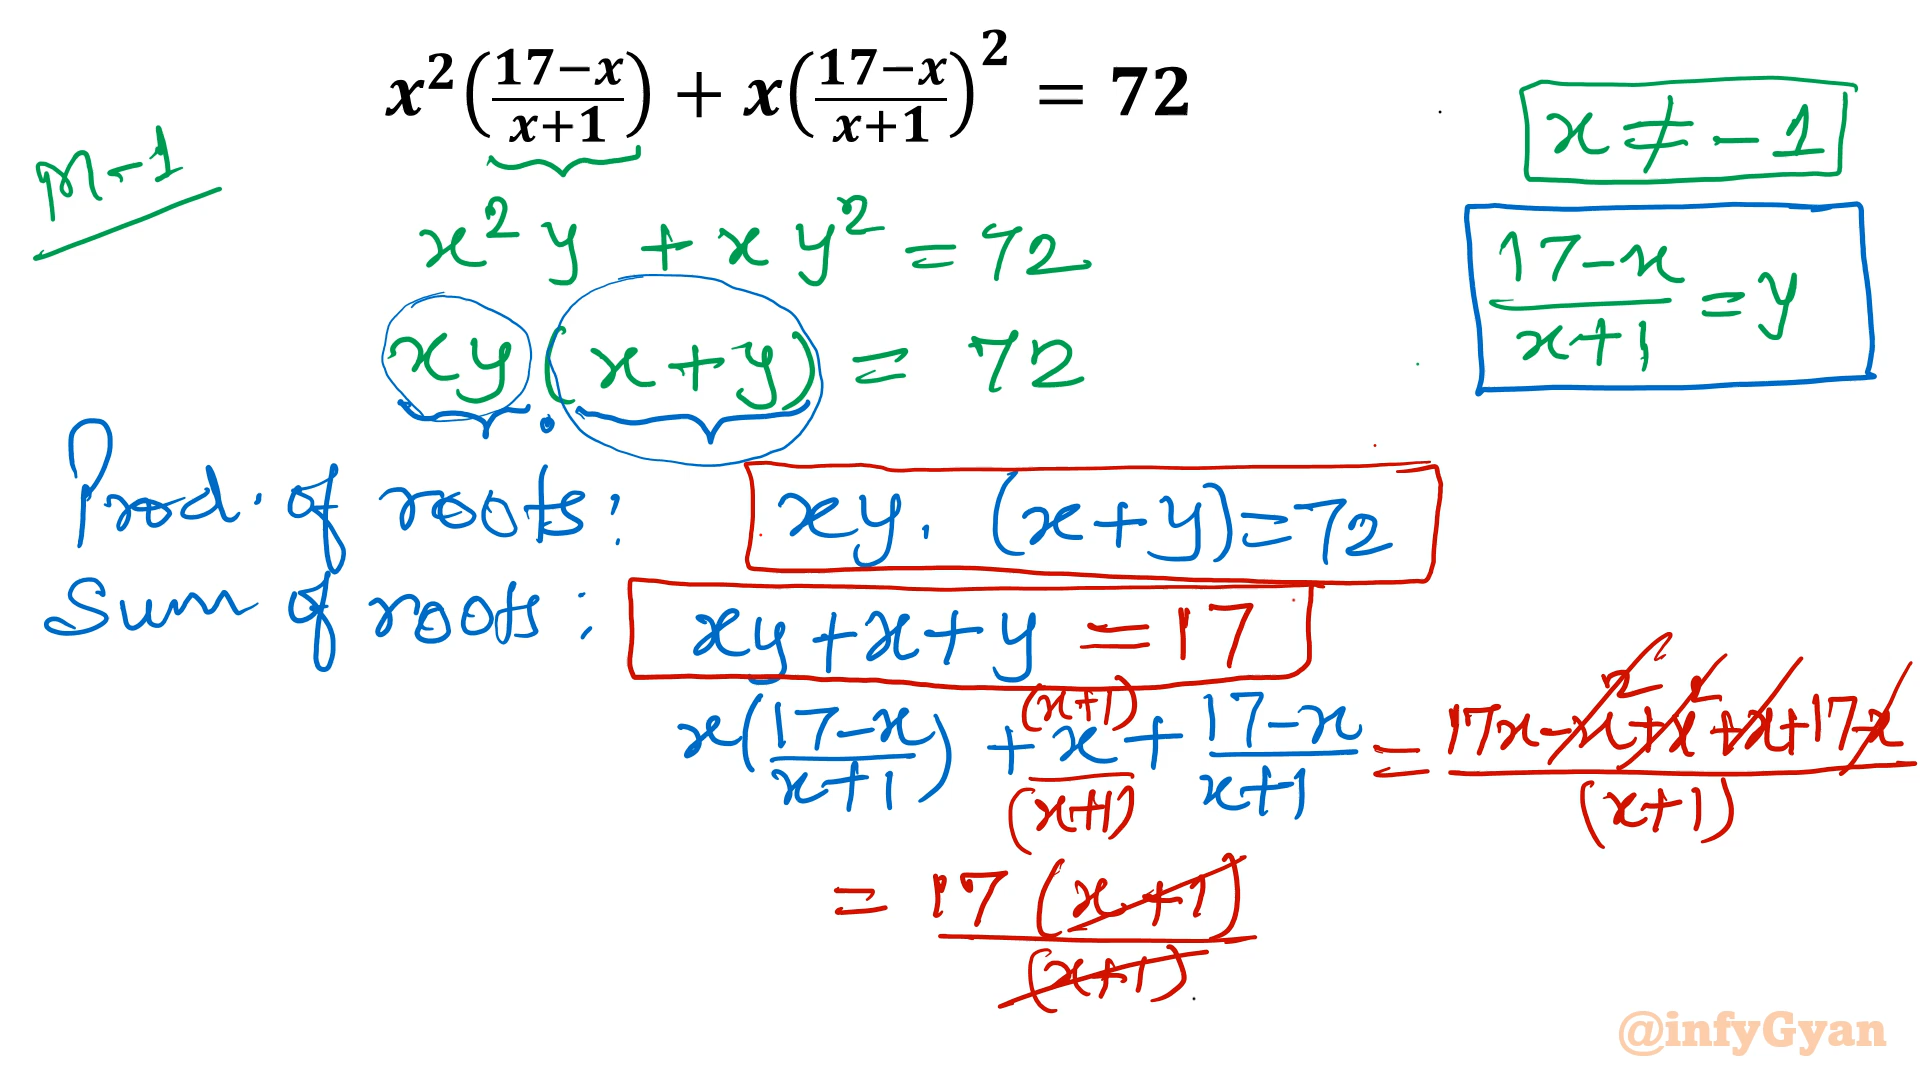 x²((17−x)/(x+1)) + x((17−x)/(x+1))² = 72
x ≠ −1
M-1
x²y + xy² = 72
(17−x)/(x+1) = y
xy(x+y) = 72
Prod. of roots: xy.(x+y)=72
Sum of roots: xy+x+y = 17
x((17−x)/(x+1)) + x(x+1)/(x+1) + (17−x)/(x+1) = (17x−x²+x²+x+17−x)/(x+1)
= 17(x+1)/(x+1)
@infyGyan